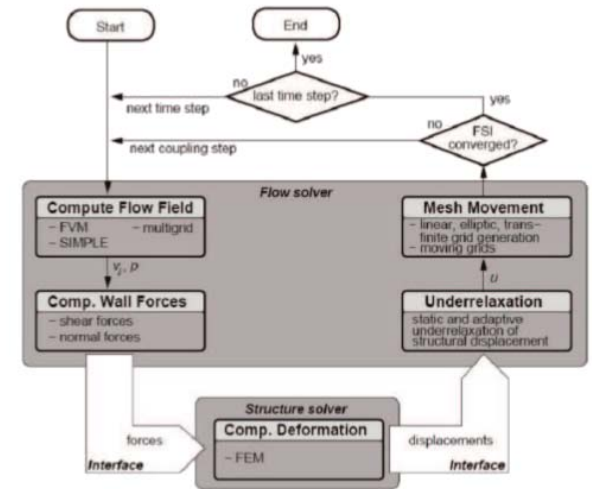 Start
End
yes
no
last time step?
next time step
yes
no
FSI
converged?
next coupling step
Flow solver
Compute Flow Field
- FVM - multigrid
- SIMPLE
v_i, p
Comp. Wall Forces
- shear forces
- normal forces
Mesh Movement
- linear, elliptic, trans-
finite grid generation
- moving grids
u
Underrelaxation
static and adaptive
underrelaxation of
structural displacement
Structure solver
Comp. Deformation
- FEM
forces
Interface
displacements
Interface